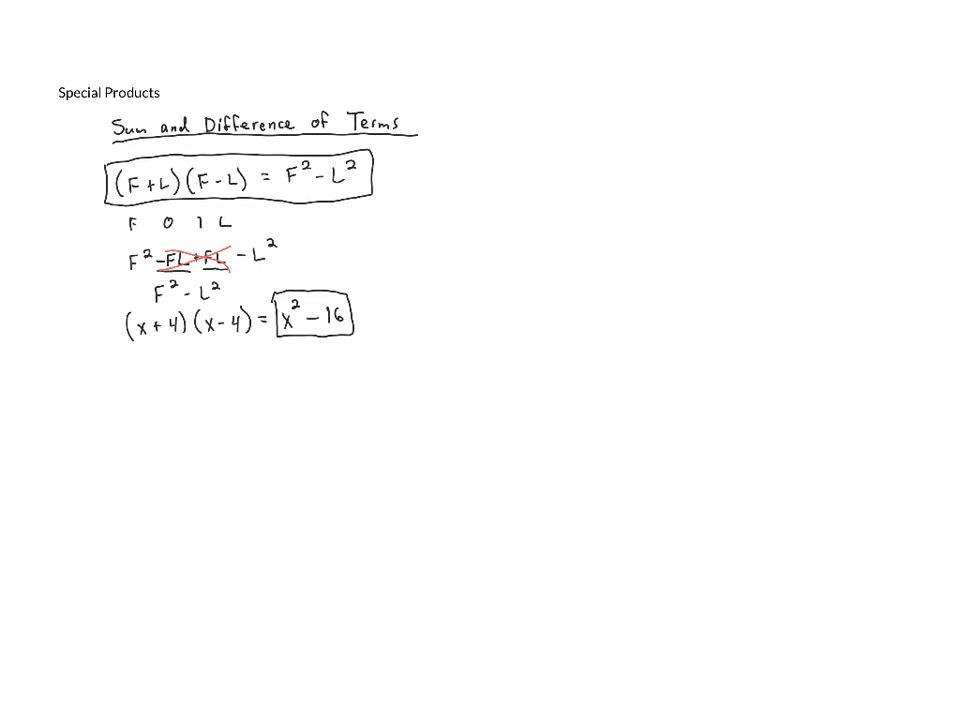 Special Products
Sum and Difference of Terms
(F+L)(F-L) = F² - L²
F O I L
F² - FL + FL - L²
F² - L²
(x+4)(x-4) = x² - 16